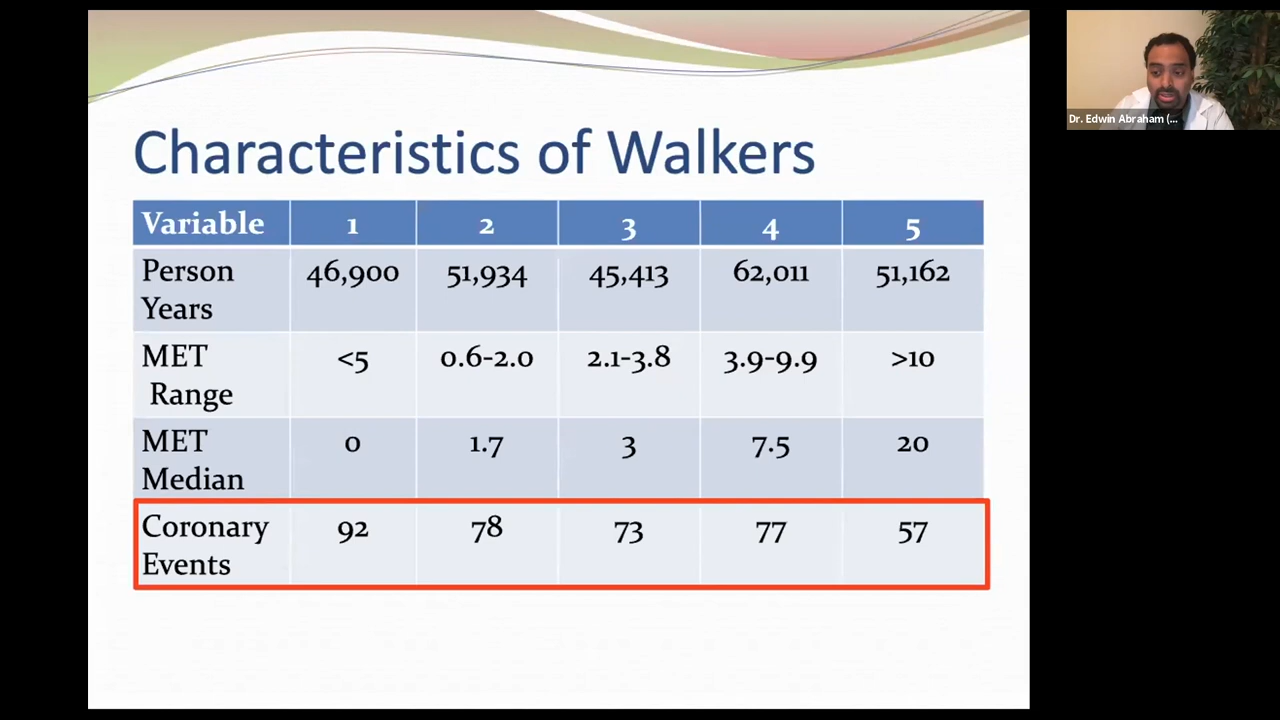 Characteristics of Walkers
Variable 1 2 3 4 5
Person Years 46,900 51,934 45,413 62,011 51,162
MET Range <5 0.6-2.0 2.1-3.8 3.9-9.9 >10
MET Median 0 1.7 3 7.5 20
Coronary Events 92 78 73 77 57
Dr. Edwin Abraham (...